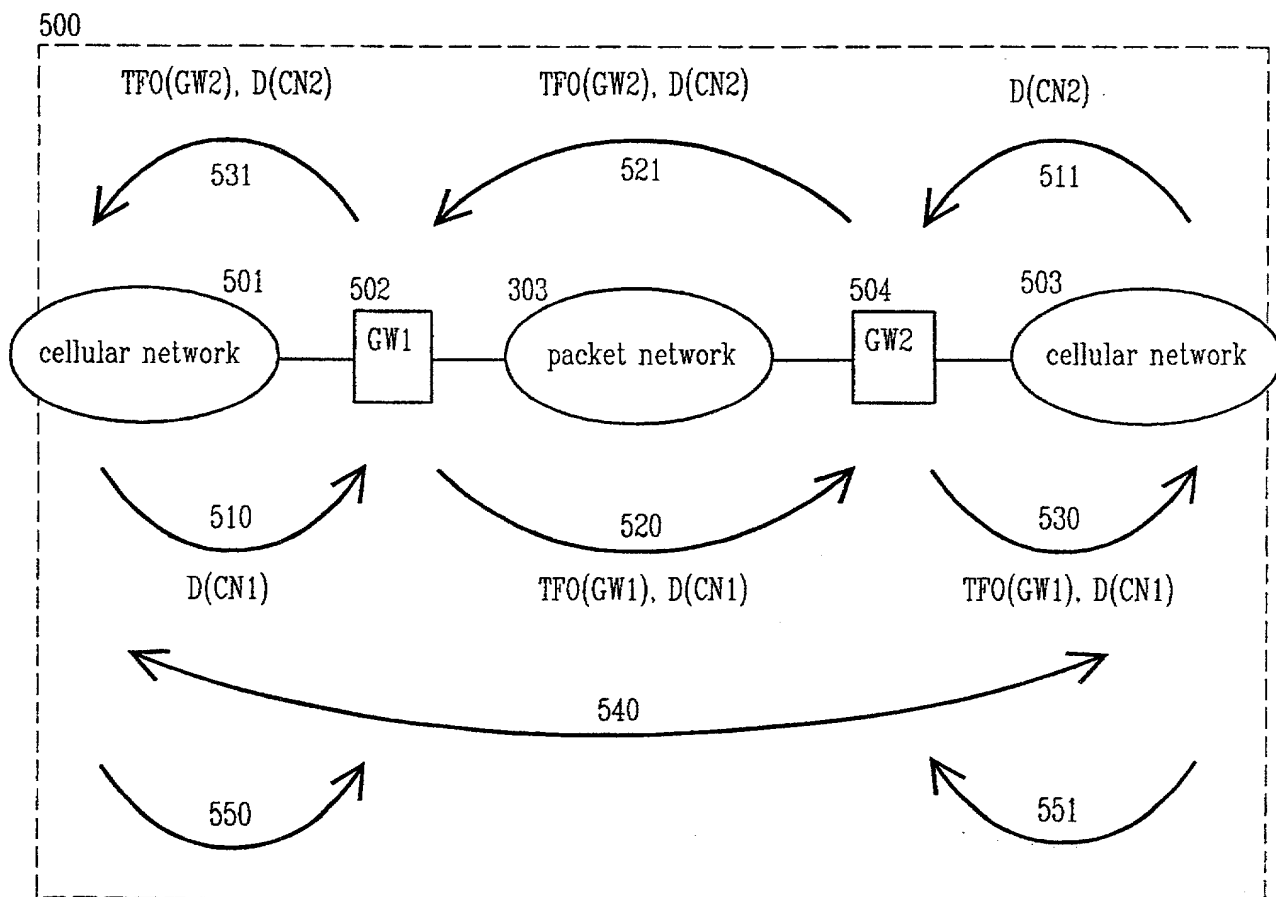 500
TFO(GW2), D(CN2)
TFO(GW2), D(CN2)
D(CN2)
531
521
511
501
502
303
504
503
cellular network
GW1
packet network
GW2
cellular network
510
520
530
D(CN1)
TFO(GW1), D(CN1)
TFO(GW1), D(CN1)
540
550
551